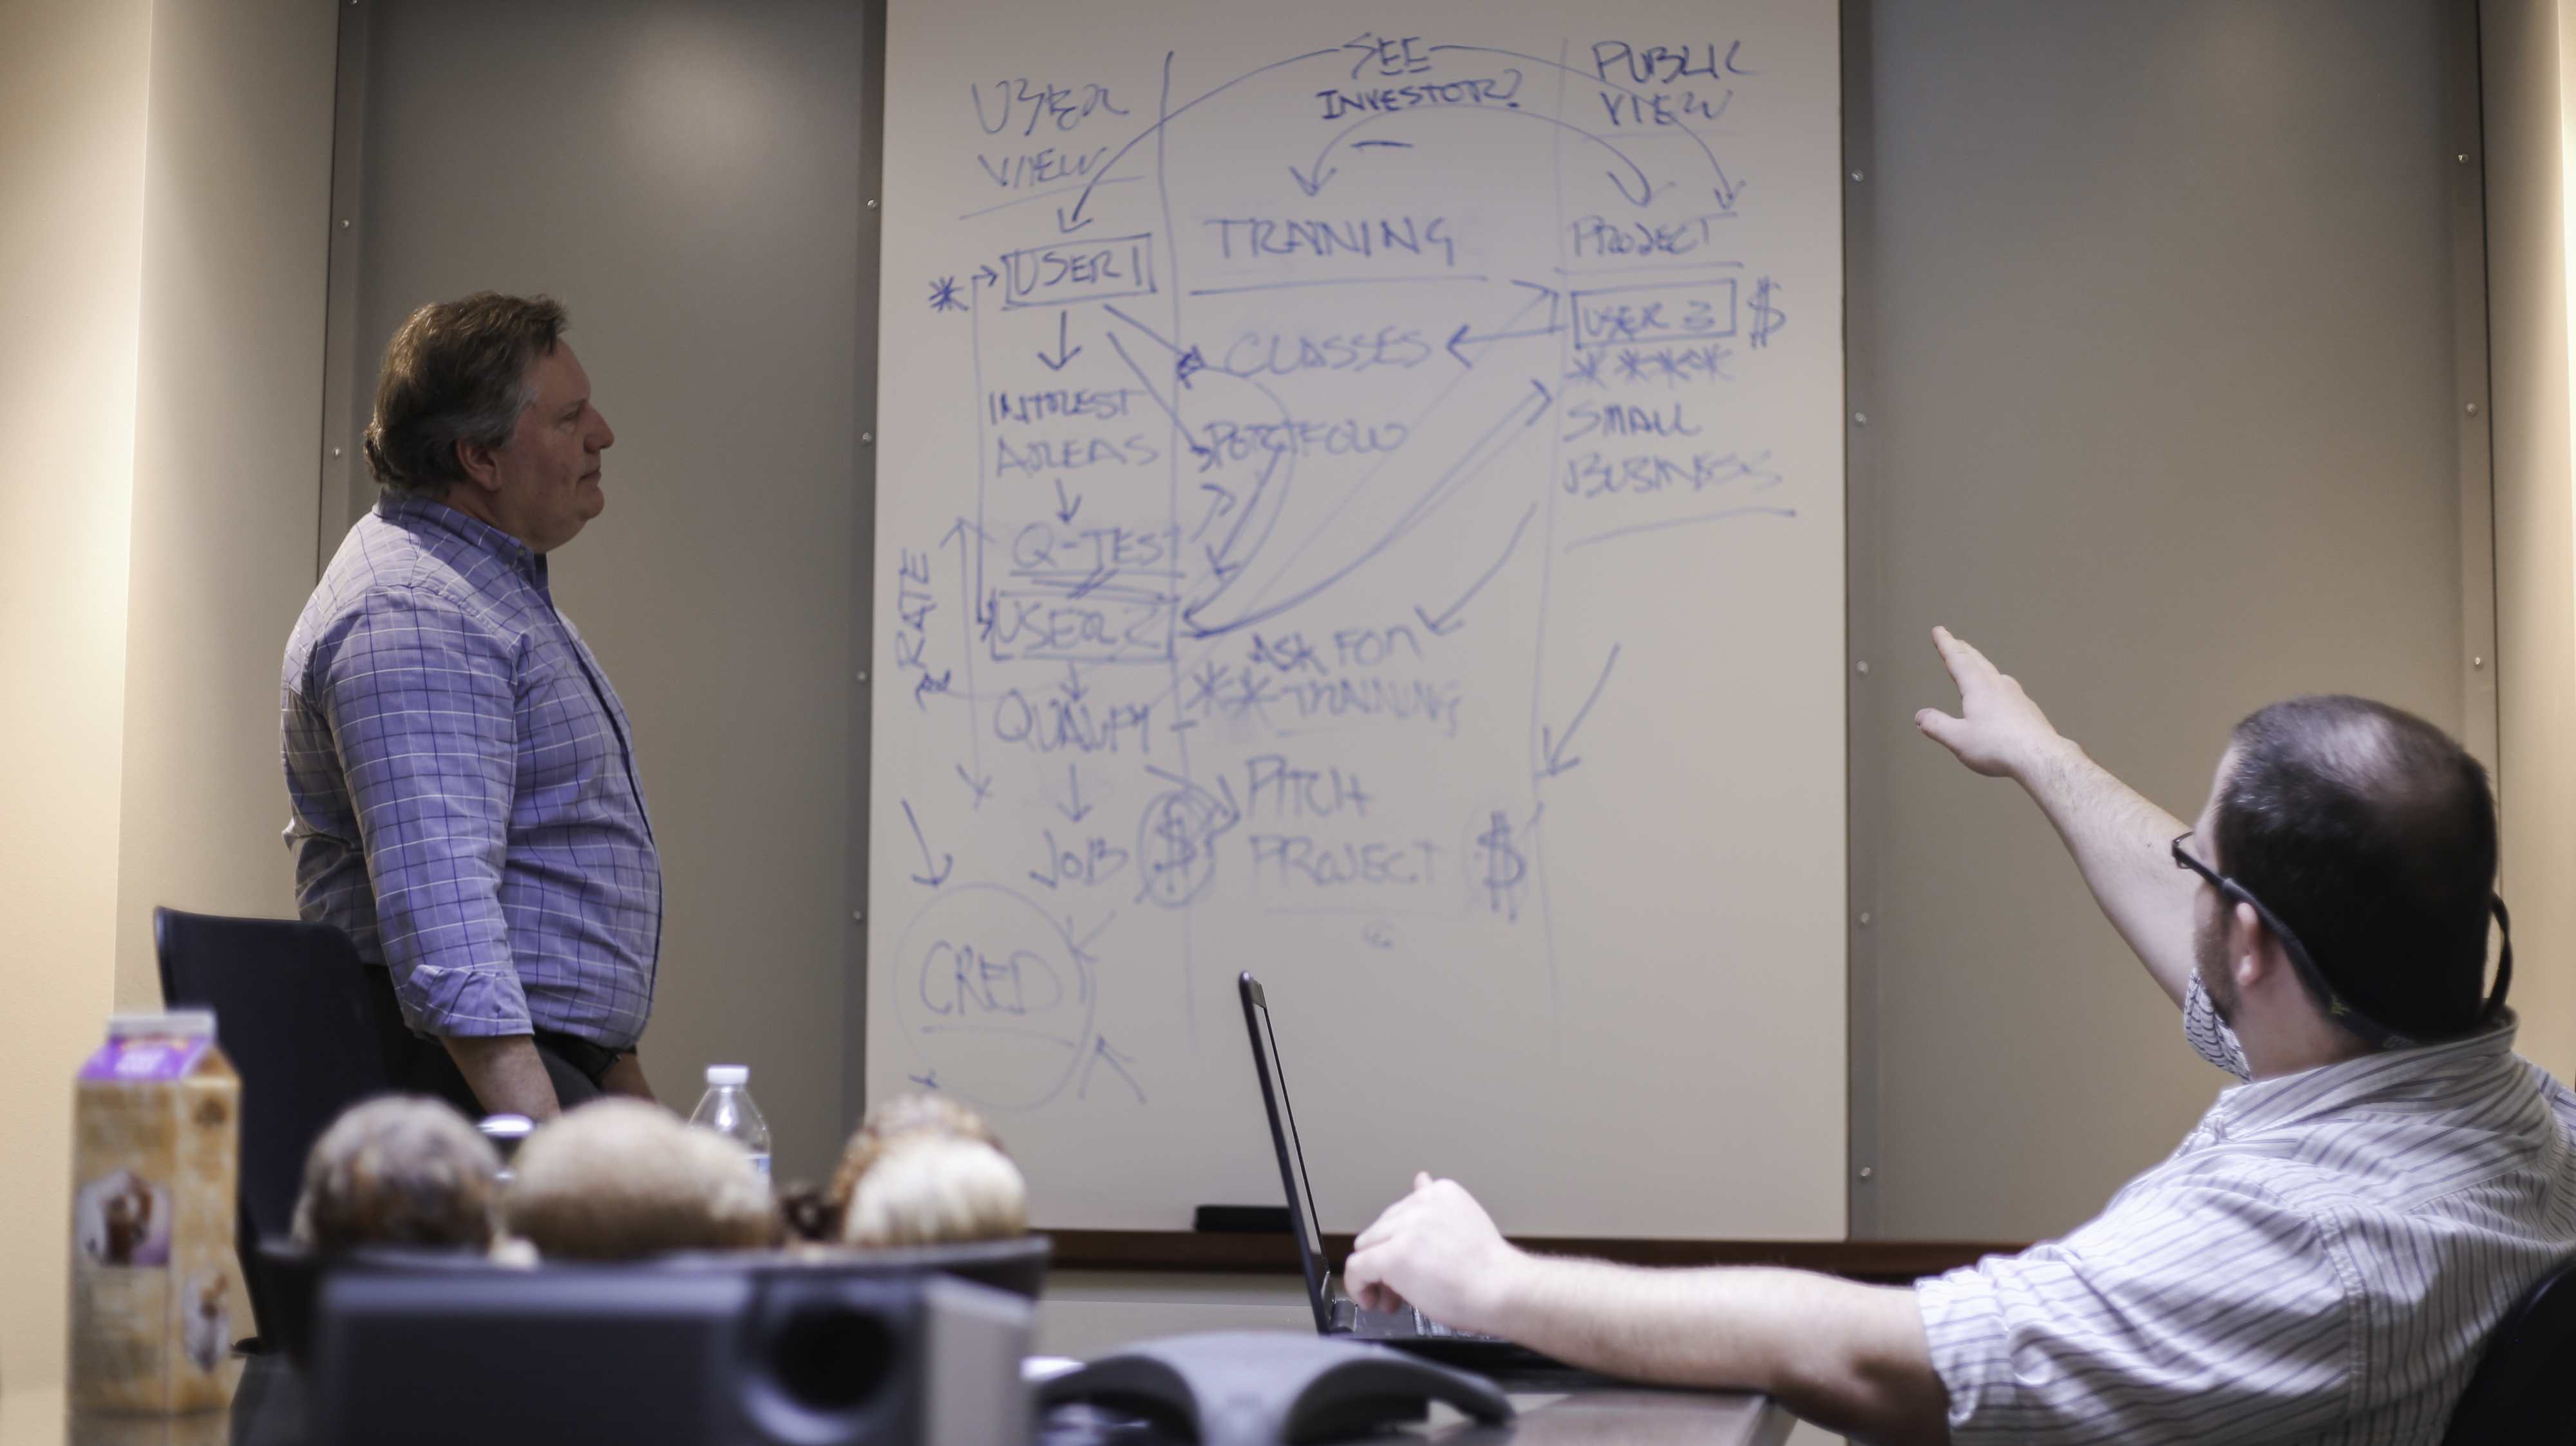 USER
VIEW
USER 1
*
INTREST
AREAS
Q-TEST
USER 2
RATE
QUALIFY
JOB $
CRED
SEE
INVESTOR?
TRAINING
CLASSES
PORTFOLIO
ASK FOR
** TRAINING
PITCH
PROJECT $
PUBLIC
VIEW
PROJECT
USER 3 $
****
SMALL
BUSINESS